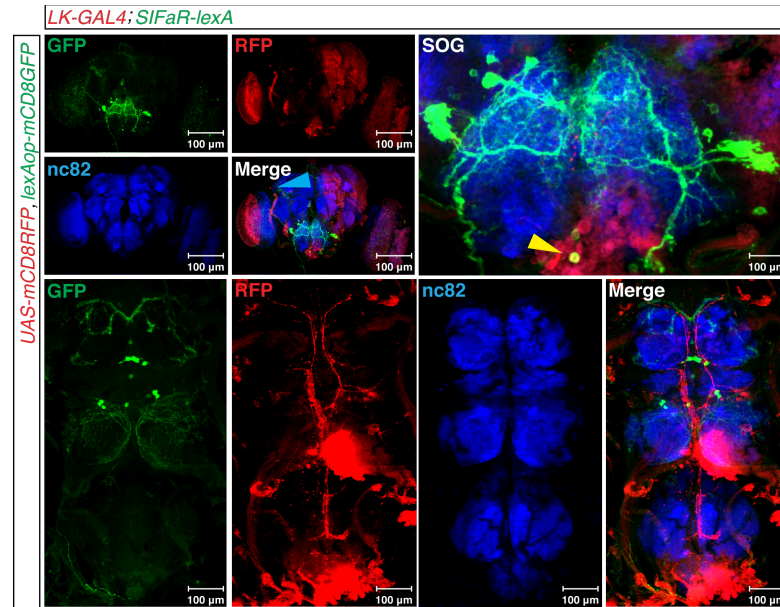 LK-GAL4; SIFaR-lexA
UAS-mCD8RFP, lexAop-mCD8GFP
GFP
100 µm
RFP
100 µm
SOG
100 µm
nc82
100 µm
Merge
100 µm
GFP
100 µm
RFP
100 µm
nc82
100 µm
Merge
100 µm